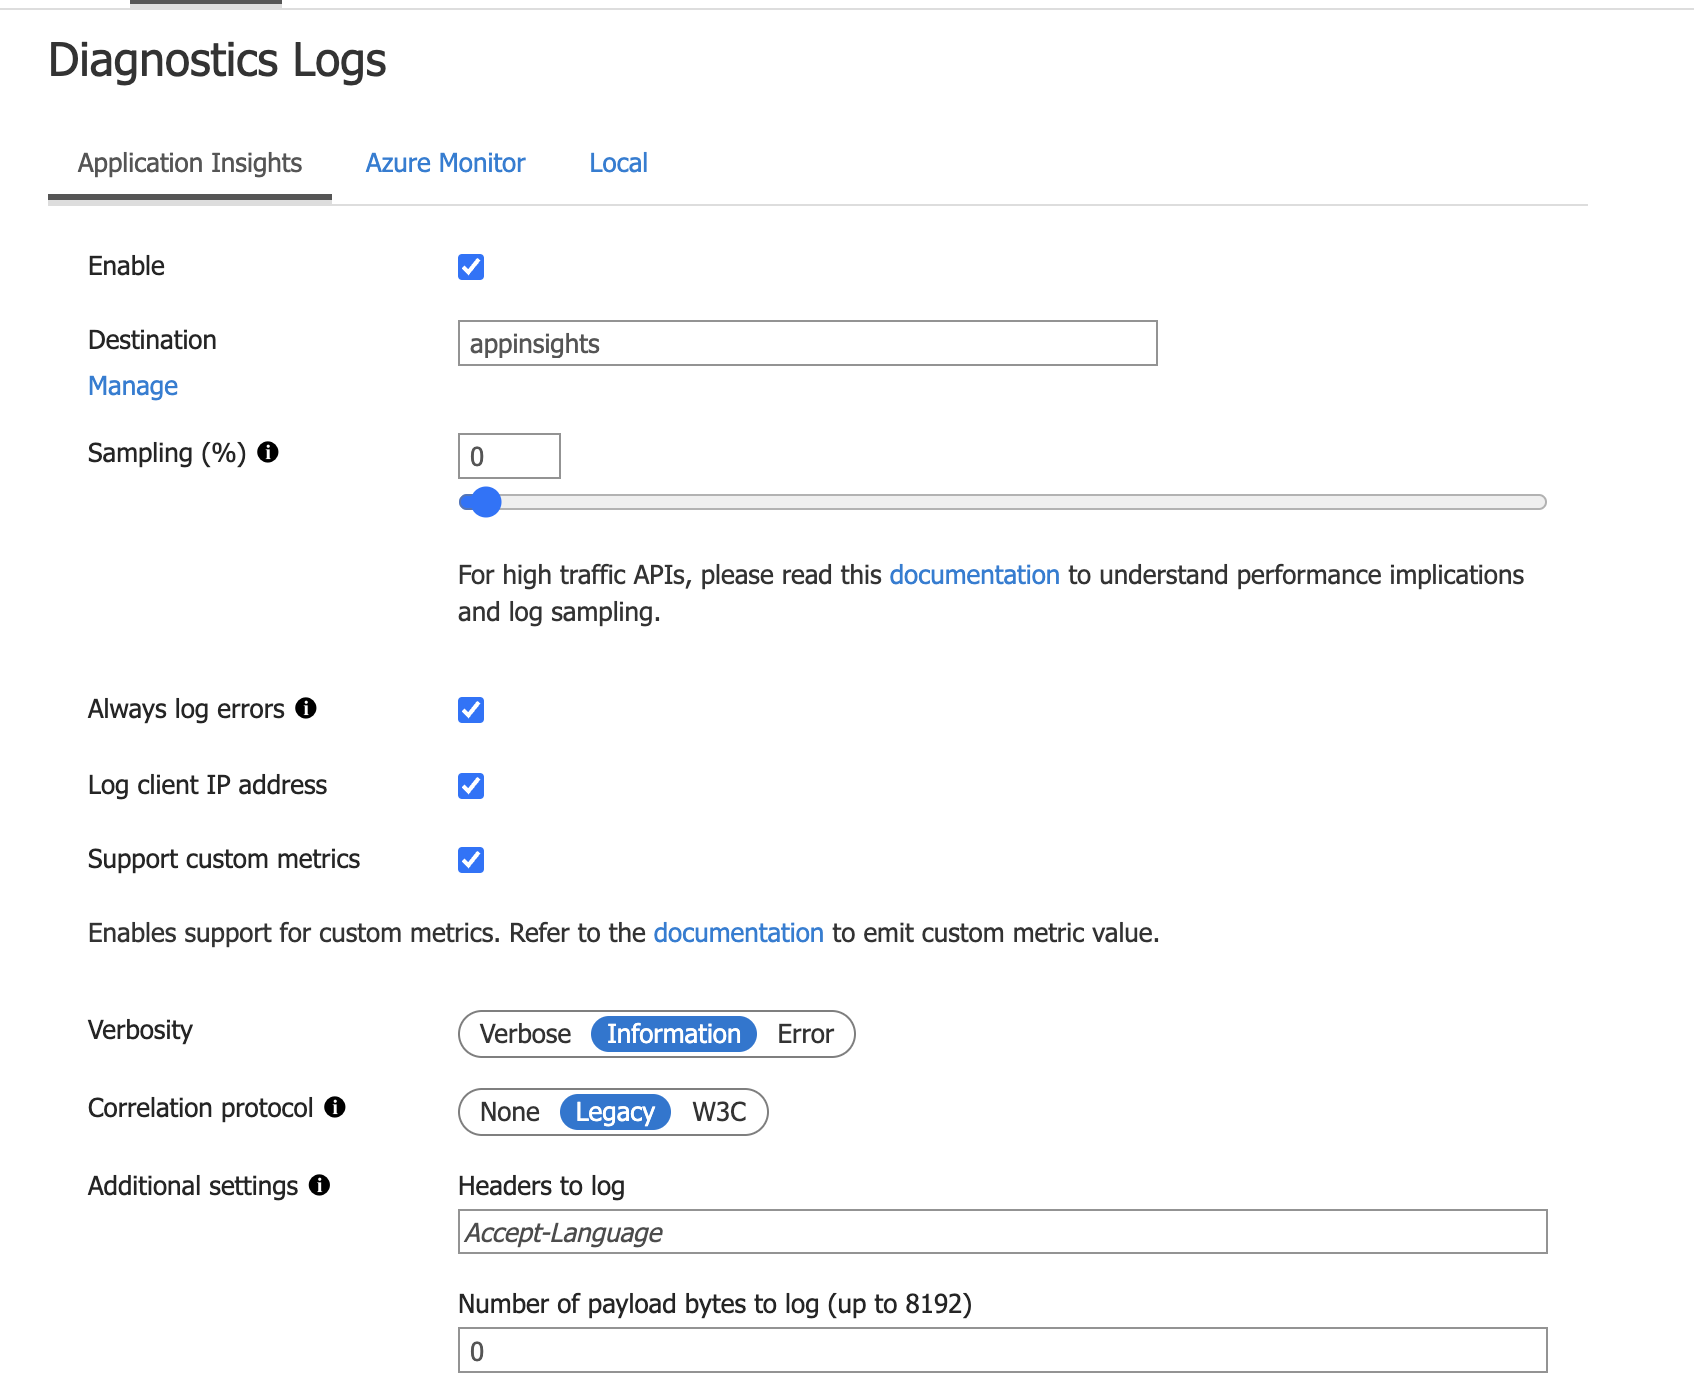 Diagnostics Logs
Application Insights Azure Monitor Local
Enable
Destination appinsights
Manage
Sampling (%) 0
For high traffic APIs, please read this documentation to understand performance implications
and log sampling.
Always log errors
Log client IP address
Support custom metrics
Enables support for custom metrics. Refer to the documentation to emit custom metric value.
Verbosity Verbose Information Error
Correlation protocol None Legacy W3C
Additional settings Headers to log
Accept-Language
Number of payload bytes to log (up to 8192)
0